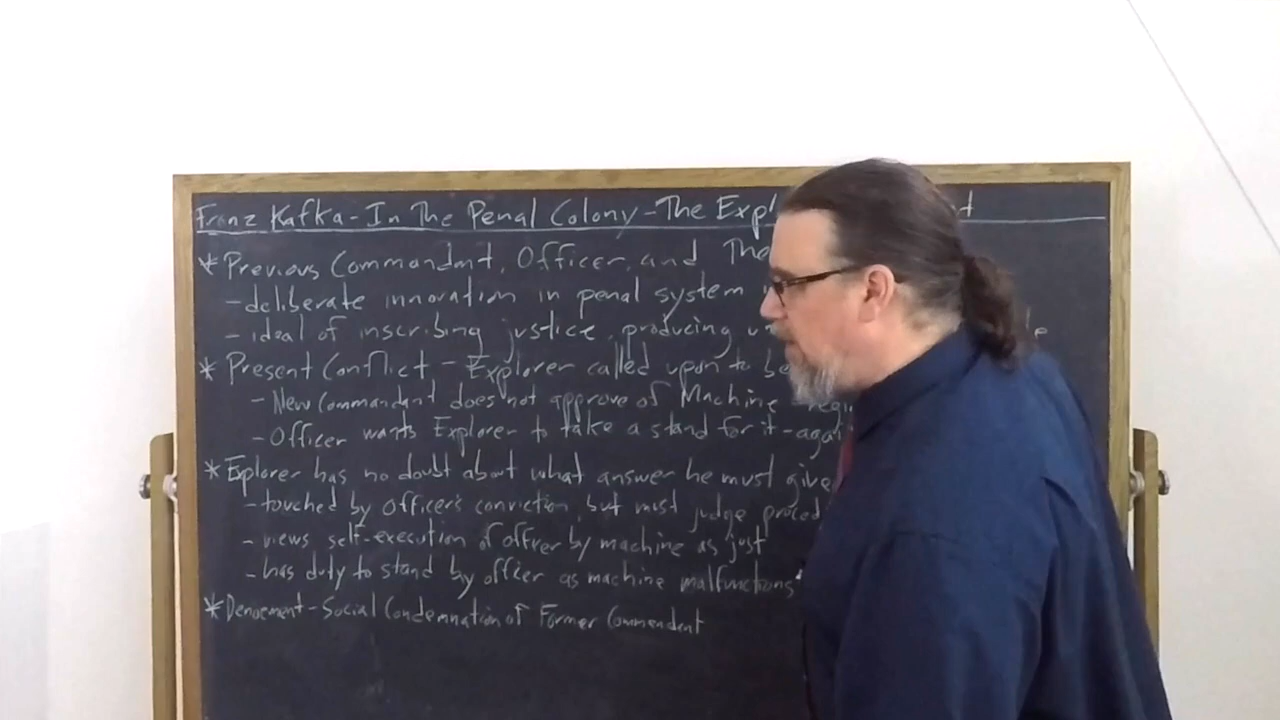 Franz Kafka - In The Penal Colony - The Expl
* Previous Commandant, Officer, and The
- deliberate innovation in penal system
- ideal of inscribing justice, producing un
* Present Conflict - Explorer called upon to be
- New Commandant does not approve of Machine
- Officer wants Explorer to take a stand for it - agai
* Explorer has no doubt about what answer he must give
- touched by officer's conviction, but must judge proced
- views self-execution of offrer by machine as just
- has duty to stand by officer as machine malfunctions
* Denoement - Social Condemnation of Former Commendent